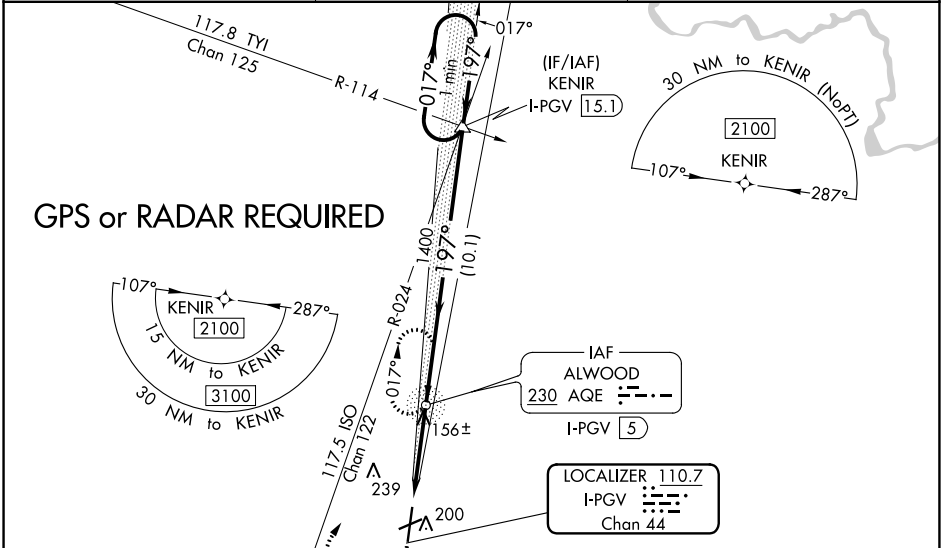 117.8 TYI
Chan 125
R-114
017°
017°
1 min
197°
(IF/IAF)
KENIR
I-PGV 15.1
30 NM to KENIR (NoPT)
2100
KENIR
107°
287°
GPS or RADAR REQUIRED
1400
197°
(10.1)
107°
KENIR
287°
2100
15 NM to KENIR
3100
30 NM to KENIR
R-024
117.5 ISO
Chan 122
017°
IAF
ALWOOD
230 AQE
I-PGV 5
156±
239
200
LOCALIZER 110.7
I-PGV
Chan 44